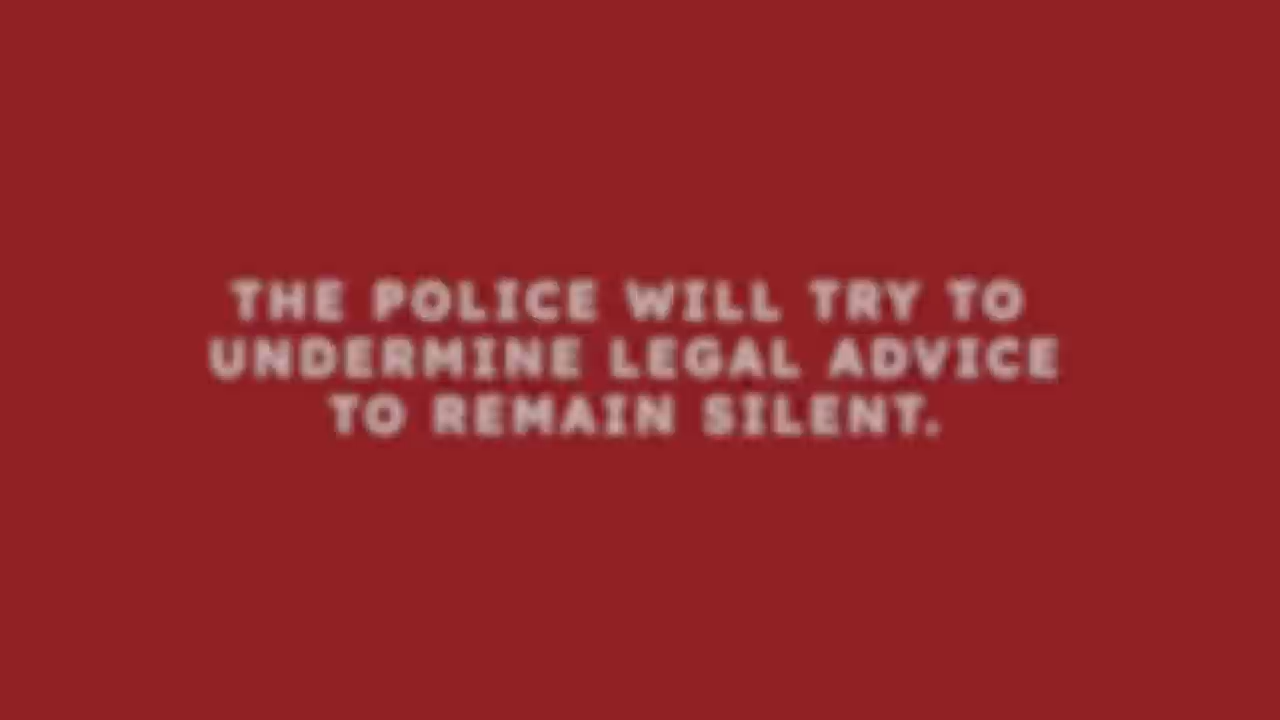 THE POLICE WILL TRY TO
UNDERMINE LEGAL ADVICE
TO REMAIN SILENT.